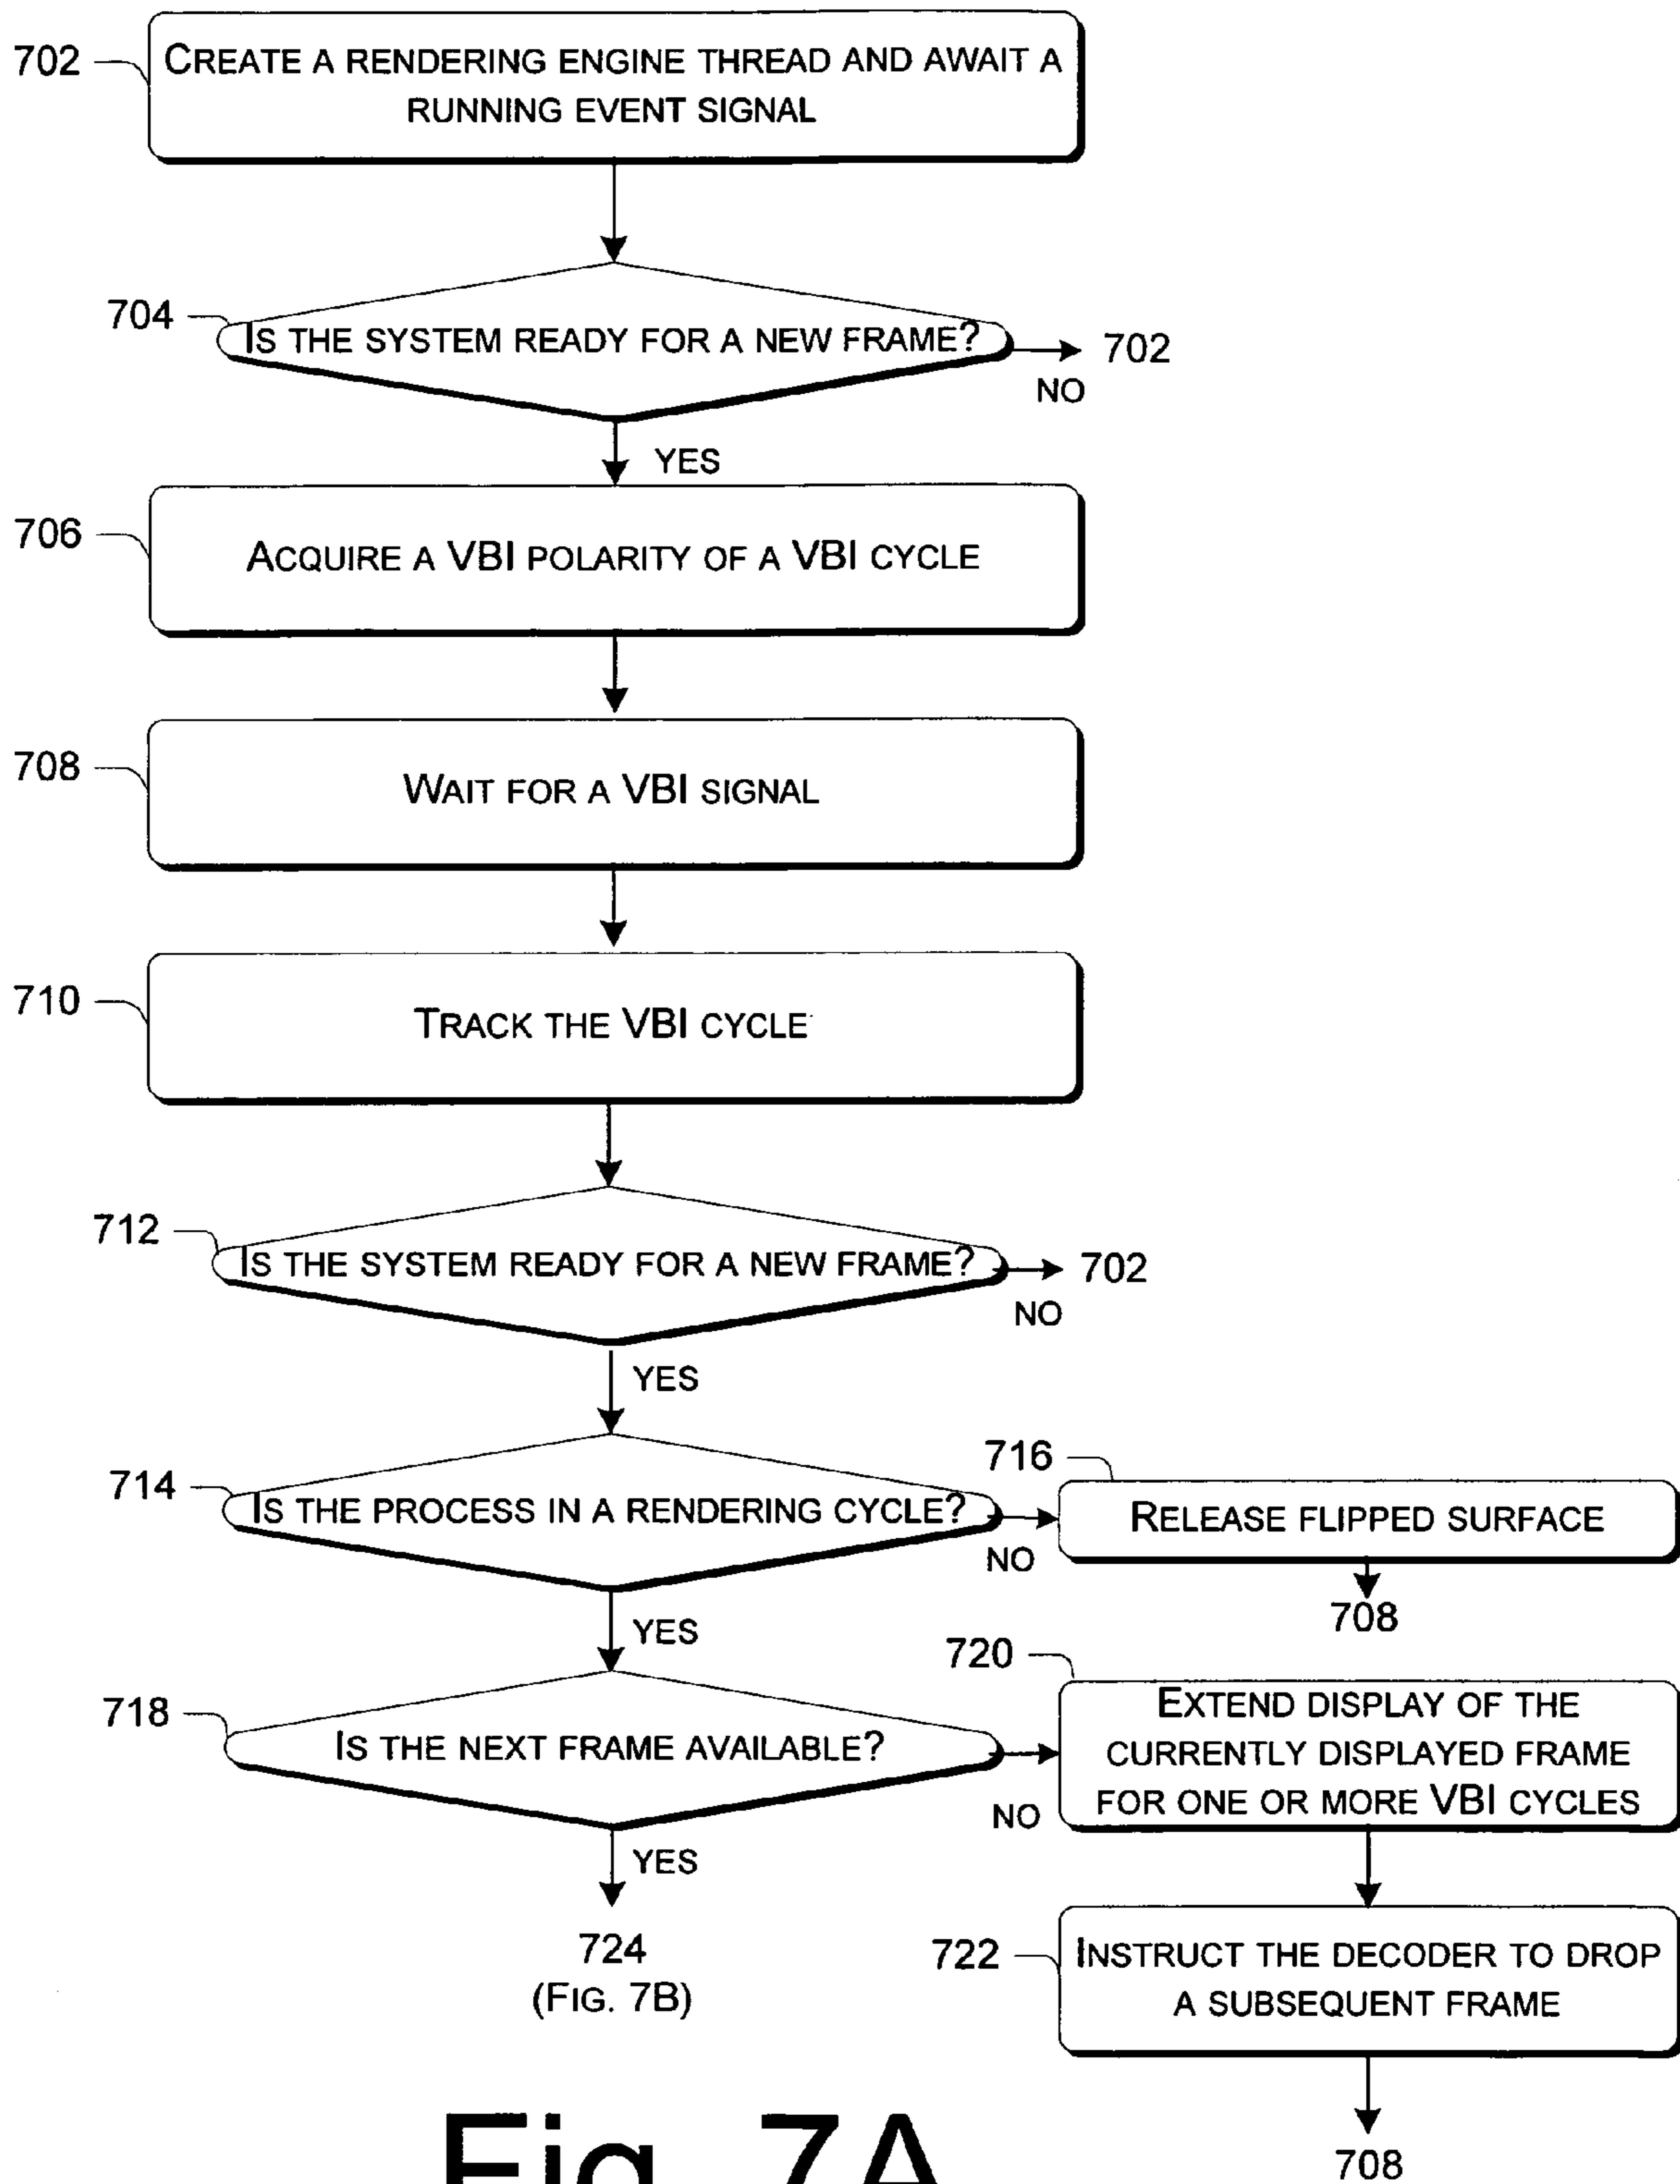 702
CREATE A RENDERING ENGINE THREAD AND AWAIT A
RUNNING EVENT SIGNAL
704
IS THE SYSTEM READY FOR A NEW FRAME?
702
NO
YES
706
ACQUIRE A VBI POLARITY OF A VBI CYCLE
708
WAIT FOR A VBI SIGNAL
710
TRACK THE VBI CYCLE
712
IS THE SYSTEM READY FOR A NEW FRAME?
702
NO
YES
714
IS THE PROCESS IN A RENDERING CYCLE?
NO
716
RELEASE FLIPPED SURFACE
708
YES
718
IS THE NEXT FRAME AVAILABLE?
NO
720
EXTEND DISPLAY OF THE
CURRENTLY DISPLAYED FRAME
FOR ONE OR MORE VBI CYCLES
YES
724
(FIG. 7B)
722
INSTRUCT THE DECODER TO DROP
A SUBSEQUENT FRAME
708
Fig. 7A